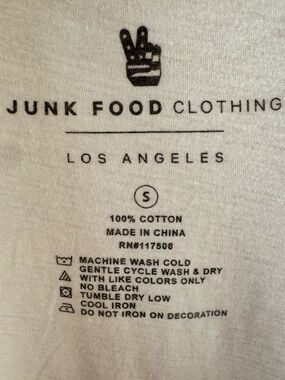 JUNK FOOD CLOTHING
LOS ANGELES
S
100% COTTON
MADE IN CHINA
RN#117508
MACHINE WASH COLD
GENTLE CYCLE WASH & DRY
WITH LIKE COLORS ONLY
NO BLEACH
TUMBLE DRY LOW
COOL IRON
DO NOT IRON ON DECORATION